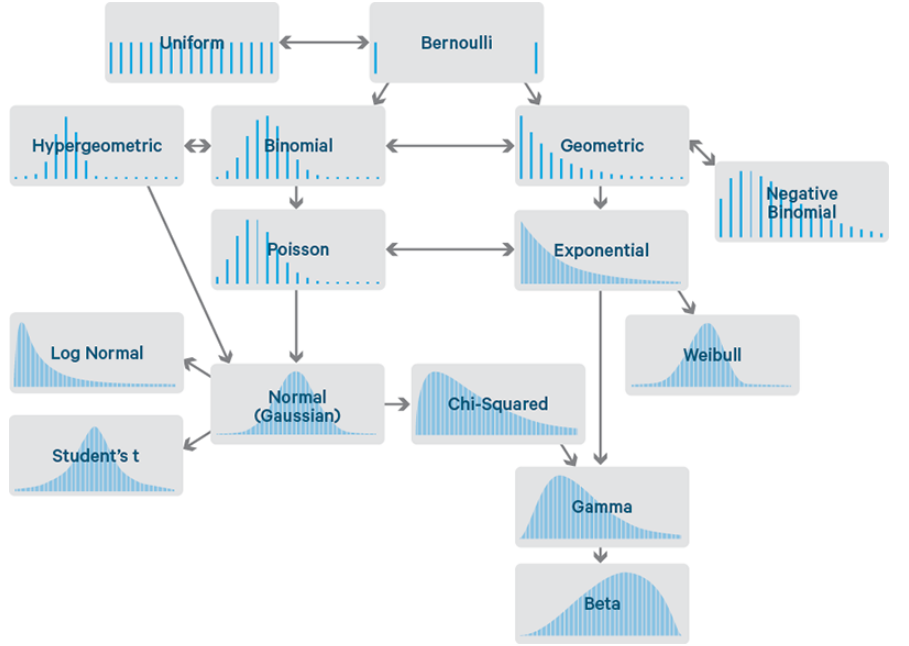 Uniform
Bernoulli
Hypergeometric
Binomial
Geometric
Negative
Binomial
Poisson
Exponential
Log Normal
Weibull
Normal
(Gaussian)
Chi-Squared
Student's t
Gamma
Beta